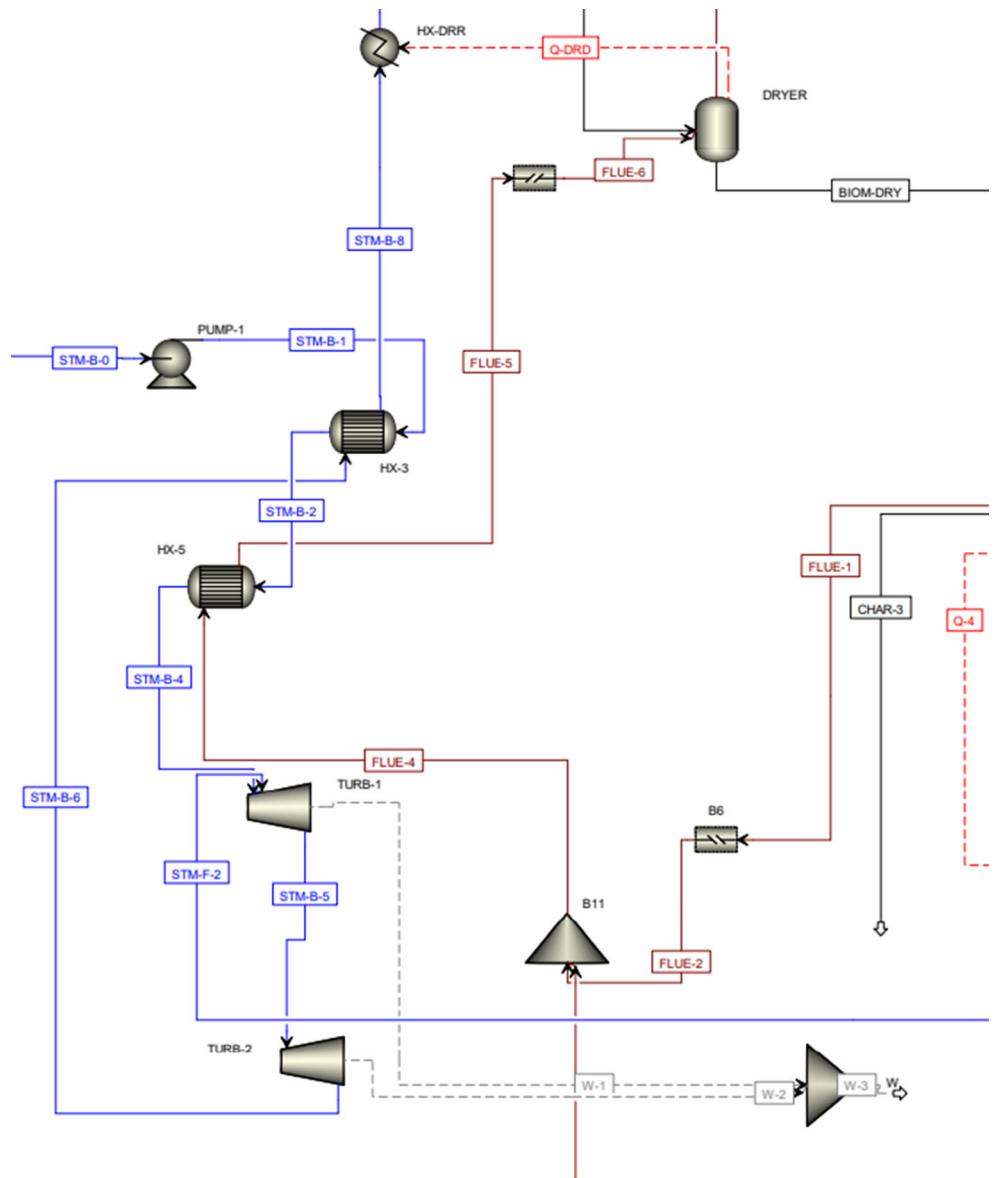 HX-DRR
Q-DRD
DRYER
FLUE-6
BIOM-DRY
STM-B-8
PUMP-1
STM-B-1
STM-B-0
FLUE-5
HX-3
STM-B-2
HX-5
FLUE-1
CHAR-3
Q-4
STM-B-4
FLUE-4
TURB-1
STM-B-6
B6
STM-F-2
STM-B-5
B11
FLUE-2
TURB-2
W-1
W-2
W-3
W